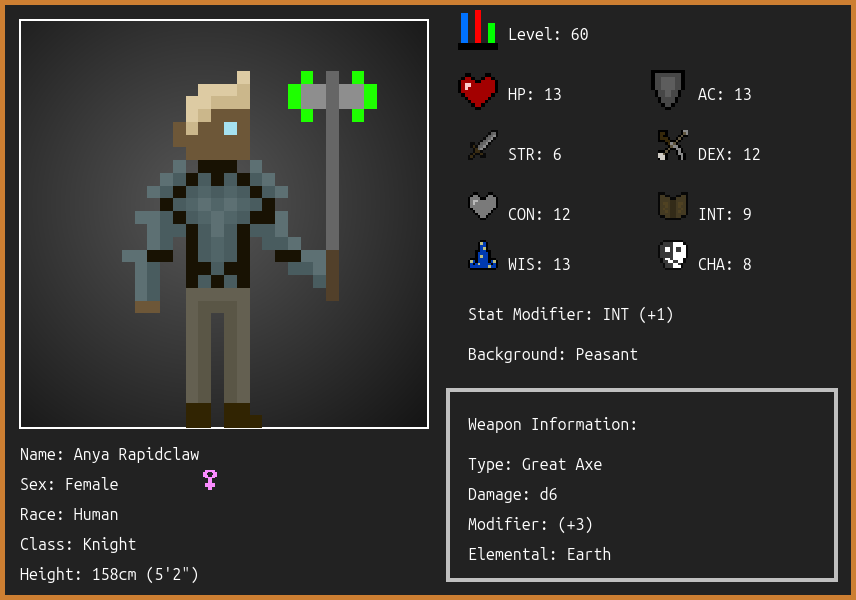 Level: 60
HP: 13
AC: 13
STR: 6
DEX: 12
CON: 12
INT: 9
WIS: 13
CHA: 8
Stat Modifier: INT (+1)
Background: Peasant
Weapon Information:
Type: Great Axe
Damage: d6
Modifier: (+3)
Elemental: Earth
Name: Anya Rapidclaw
Sex: Female
Race: Human
Class: Knight
Height: 158cm (5'2")